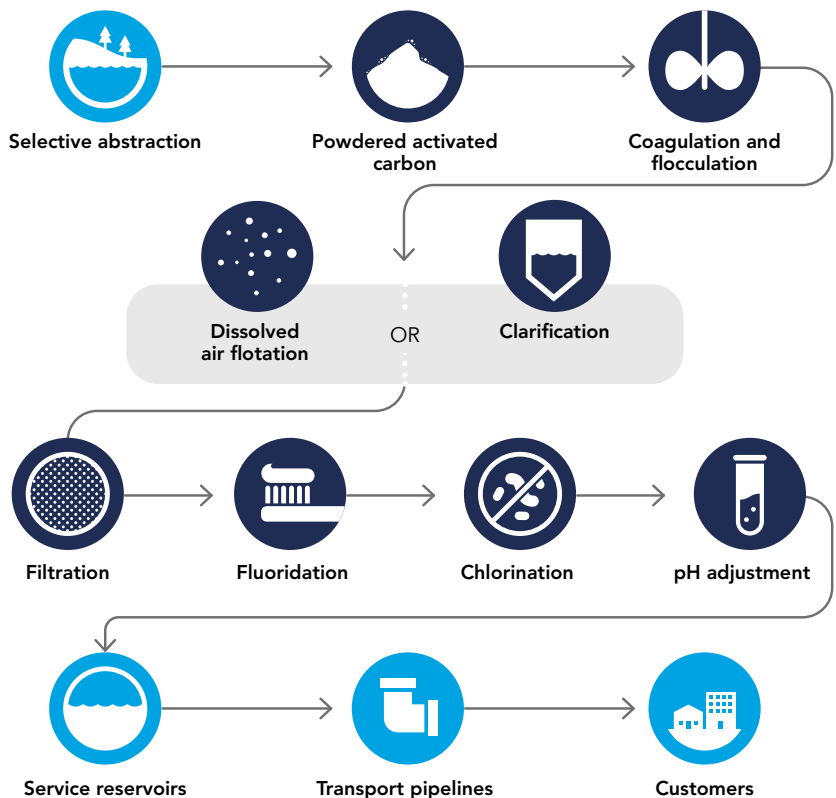 Selective abstraction
Powdered activated
carbon
Coagulation and
flocculation
Dissolved
air flotation
OR
Clarification
Filtration
Fluoridation
Chlorination
pH adjustment
Service reservoirs
Transport pipelines
Customers